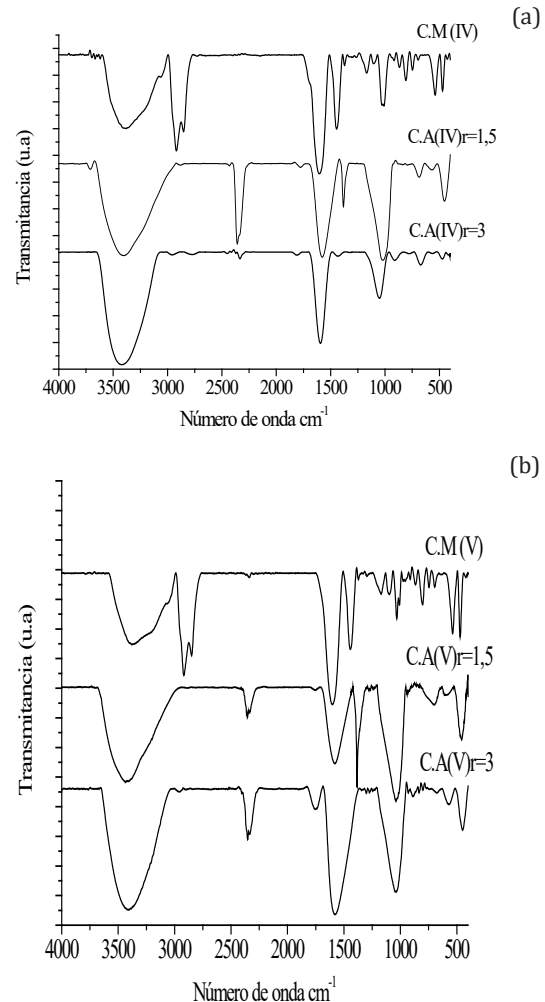 (a)
C.M (IV)
C.A(IV)r=1,5
C.A(IV)r=3
Transmitancia (u.a)
4000 3500 3000 2500 2000 1500 1000 500
Número de onda cm-1
(b)
C.M (V)
C.A(V)r=1,5
C.A(V)r=3
Transmitancia (u.a)
4000 3500 3000 2500 2000 1500 1000 500
Número de onda cm-1